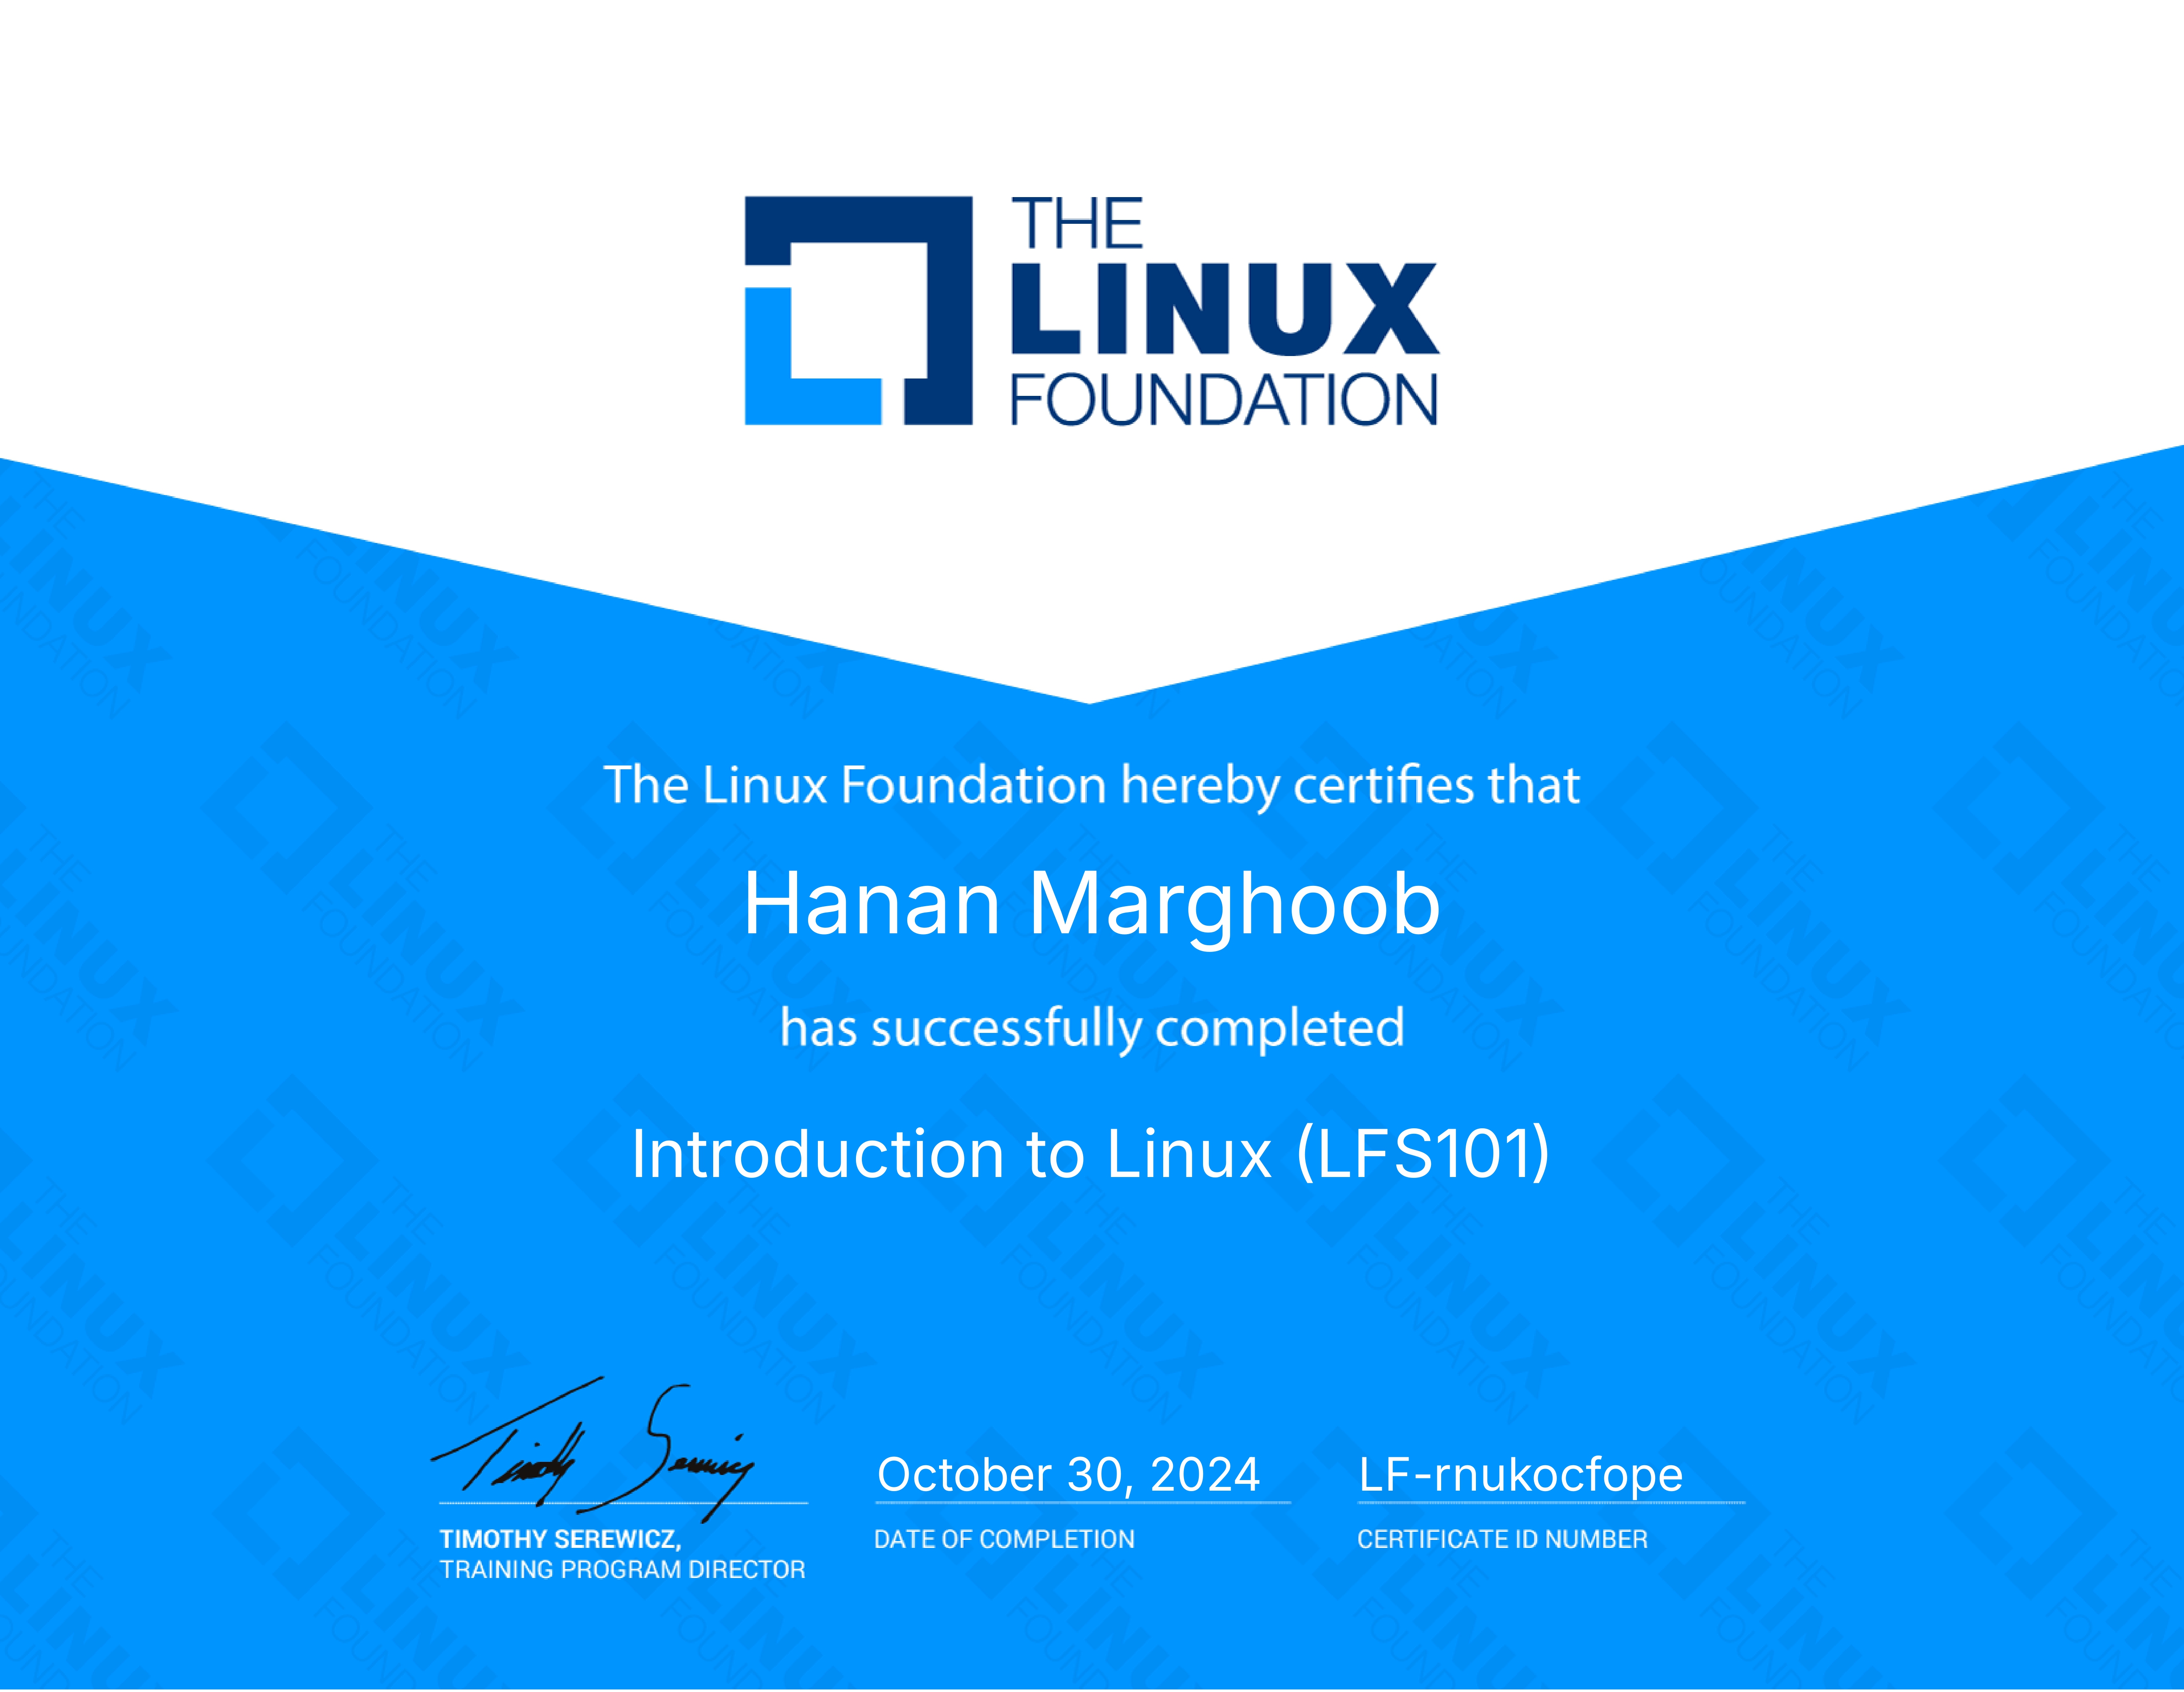 THE
LINUX
FOUNDATION
The Linux Foundation hereby certifies that
Hanan Marghoob
has successfully completed
Introduction to Linux (LFS101)
October 30, 2024
LF-rnukocfope
TIMOTHY SEREWICZ,
TRAINING PROGRAM DIRECTOR
DATE OF COMPLETION
CERTIFICATE ID NUMBER